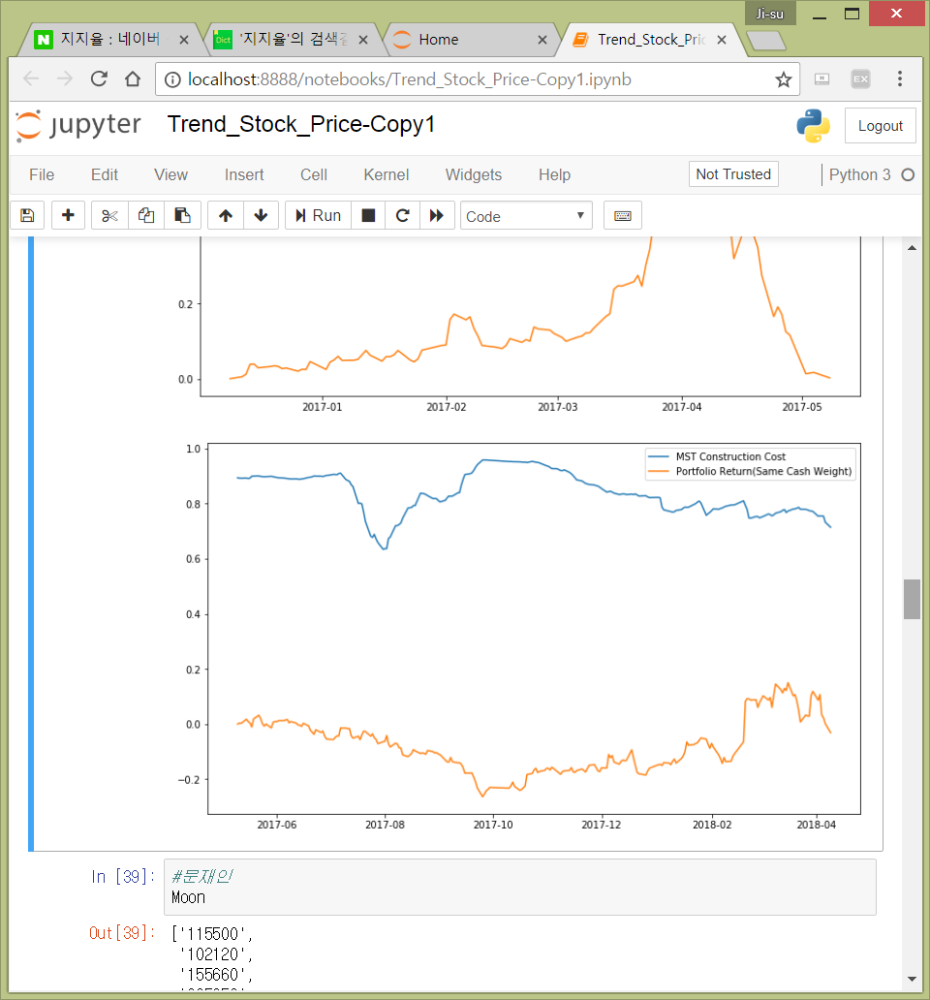 Ji-su
지지율 : 네이버
Dict '지지율'의 검색결
Home
Trend_Stock_Pric
localhost:8888/notebooks/Trend_Stock_Price-Copy1.ipynb
EX
jupyter Trend_Stock_Price-Copy1
Logout
File Edit View Insert Cell Kernel Widgets Help Not Trusted Python 3
Run Code
0.2
0.0
2017-01 2017-02 2017-03 2017-04 2017-05
1.0
MST Construction Cost
Portfolio Return(Same Cash Weight)
0.8
0.6
0.4
0.2
0.0
−0.2
2017-06 2017-08 2017-10 2017-12 2018-02 2018-04
In [39]: #문재인
Moon
Out[39]: ['115500',
'102120',
'155660',